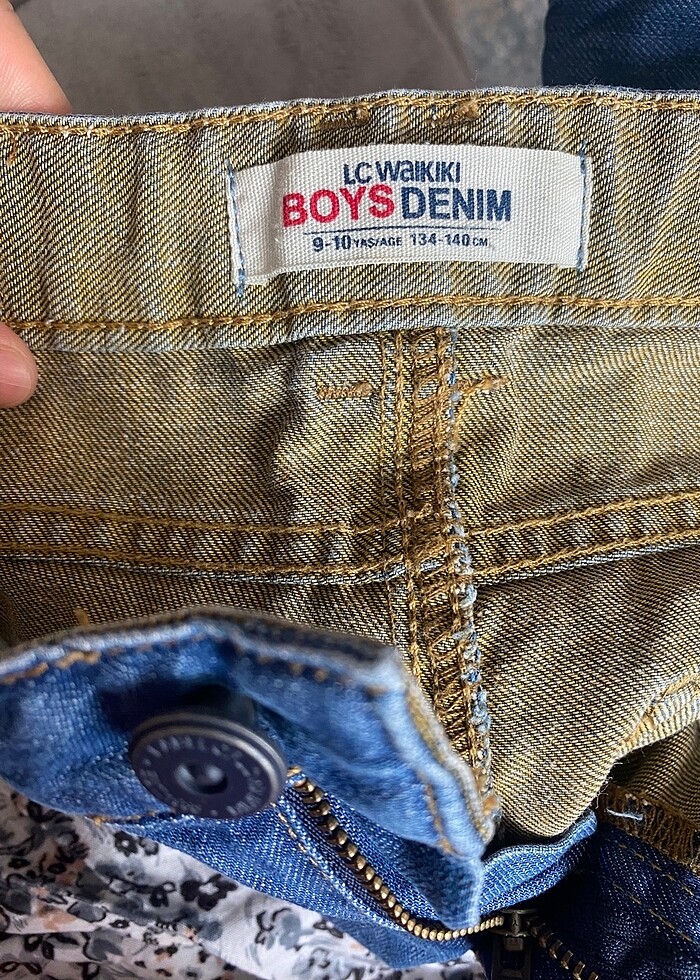 LC WAIKIKI
BOYS DENIM
9-10 YAŞ/AGE 134-140 CM